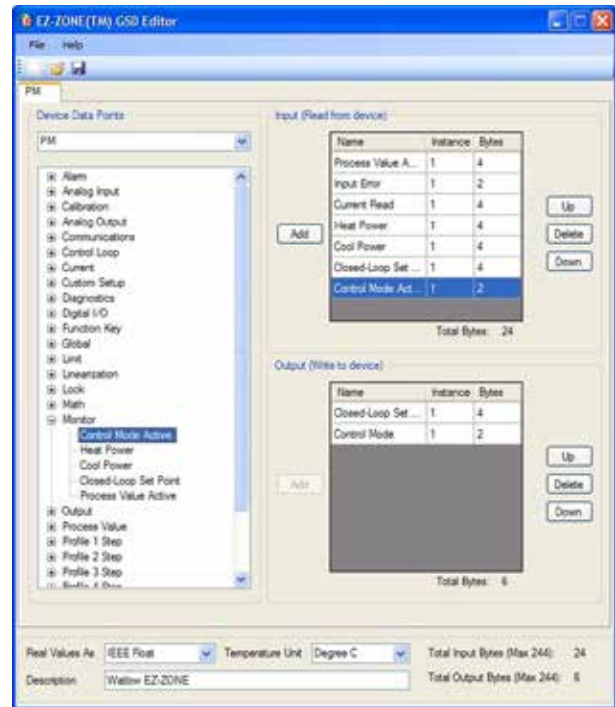 EZ-ZONE(TM) GSD Editor
File Help
PM
Device Data Points
PM
Alarm
Analog Input
Calibration
Analog Output
Communications
Control Loop
Current
Custom Setup
Diagnostics
Digital I/O
Function Key
Global
Limit
Linearization
Lock
Math
Monitor
Control Mode Active
Heat Power
Cool Power
Closed-Loop Set Point
Process Value Active
Output
Process Value
Profile 1 Step
Profile 2 Step
Profile 3 Step
Profile 4 Step
Input (Read from device)
Add
Name Instance Bytes
Process Value A... 1 4
Input Error 1 2
Current Read 1 4
Heat Power 1 4
Cool Power 1 4
Closed-Loop Set ... 1 4
Control Mode Act... 1 2
Total Bytes: 24
Up
Delete
Down
Output (Write to device)
Add
Name Instance Bytes
Closed-Loop Set ... 1 4
Control Mode 1 2
Total Bytes: 6
Up
Delete
Down
Real Values As IEEE Float Temperature Unit Degree C Total Input Bytes (Max 244): 24
Description Watlow EZ-ZONE Total Output Bytes (Max 244): 6